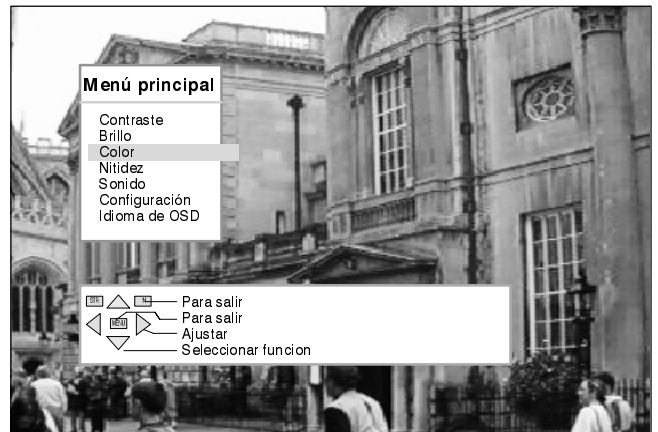 Menú principal
Contraste
Brillo
Color
Nitidez
Sonido
Configuración
Idioma de OSD
STR N Para salir
MENU Para salir
Ajustar
Seleccionar funcion